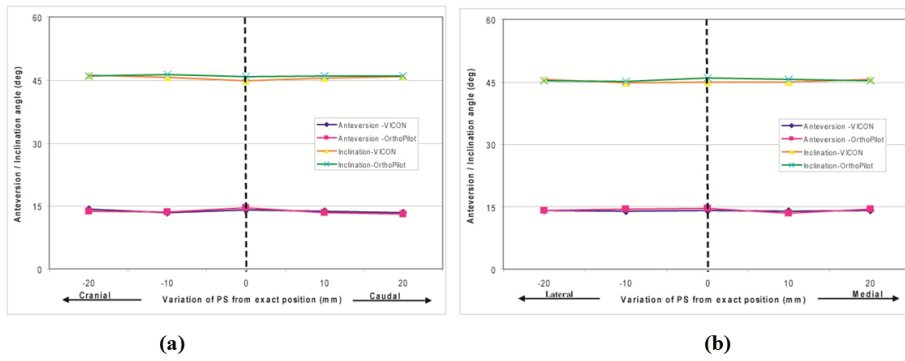 60
45
30
15
0
Anteversion / Inclination angle (deg)
Anteversion -VICON
Anteversion -OrthoPilot
Inclination-VICON
Inclination-OrthoPilot
-20 -10 0 10 20
Cranial Variation of PS from exact position (mm) Caudal
(a)
60
45
30
15
0
Anteversion / Inclination angle (deg)
Anteversion -VICON
Anteversion -OrthoPilot
Inclination-VICON
Inclination-OrthoPilot
-20 -10 0 10 20
Lateral Variation of PS from exact position (mm) Medial
(b)